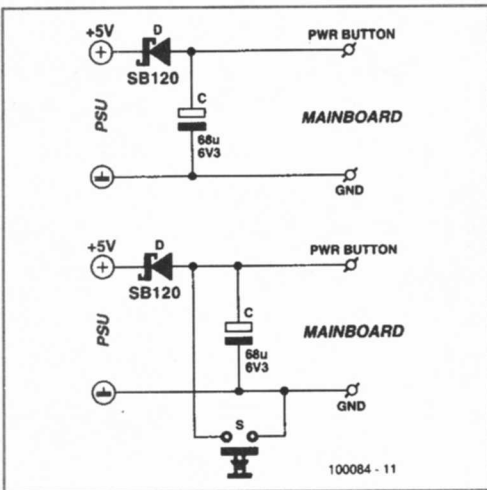 +5V
D
PWR BUTTON
SB120
C
PSU
MAINBOARD
68u
6V3
GND
+5V
D
PWR BUTTON
SB120
C
PSU
MAINBOARD
68u
6V3
GND
S
100084 - 11